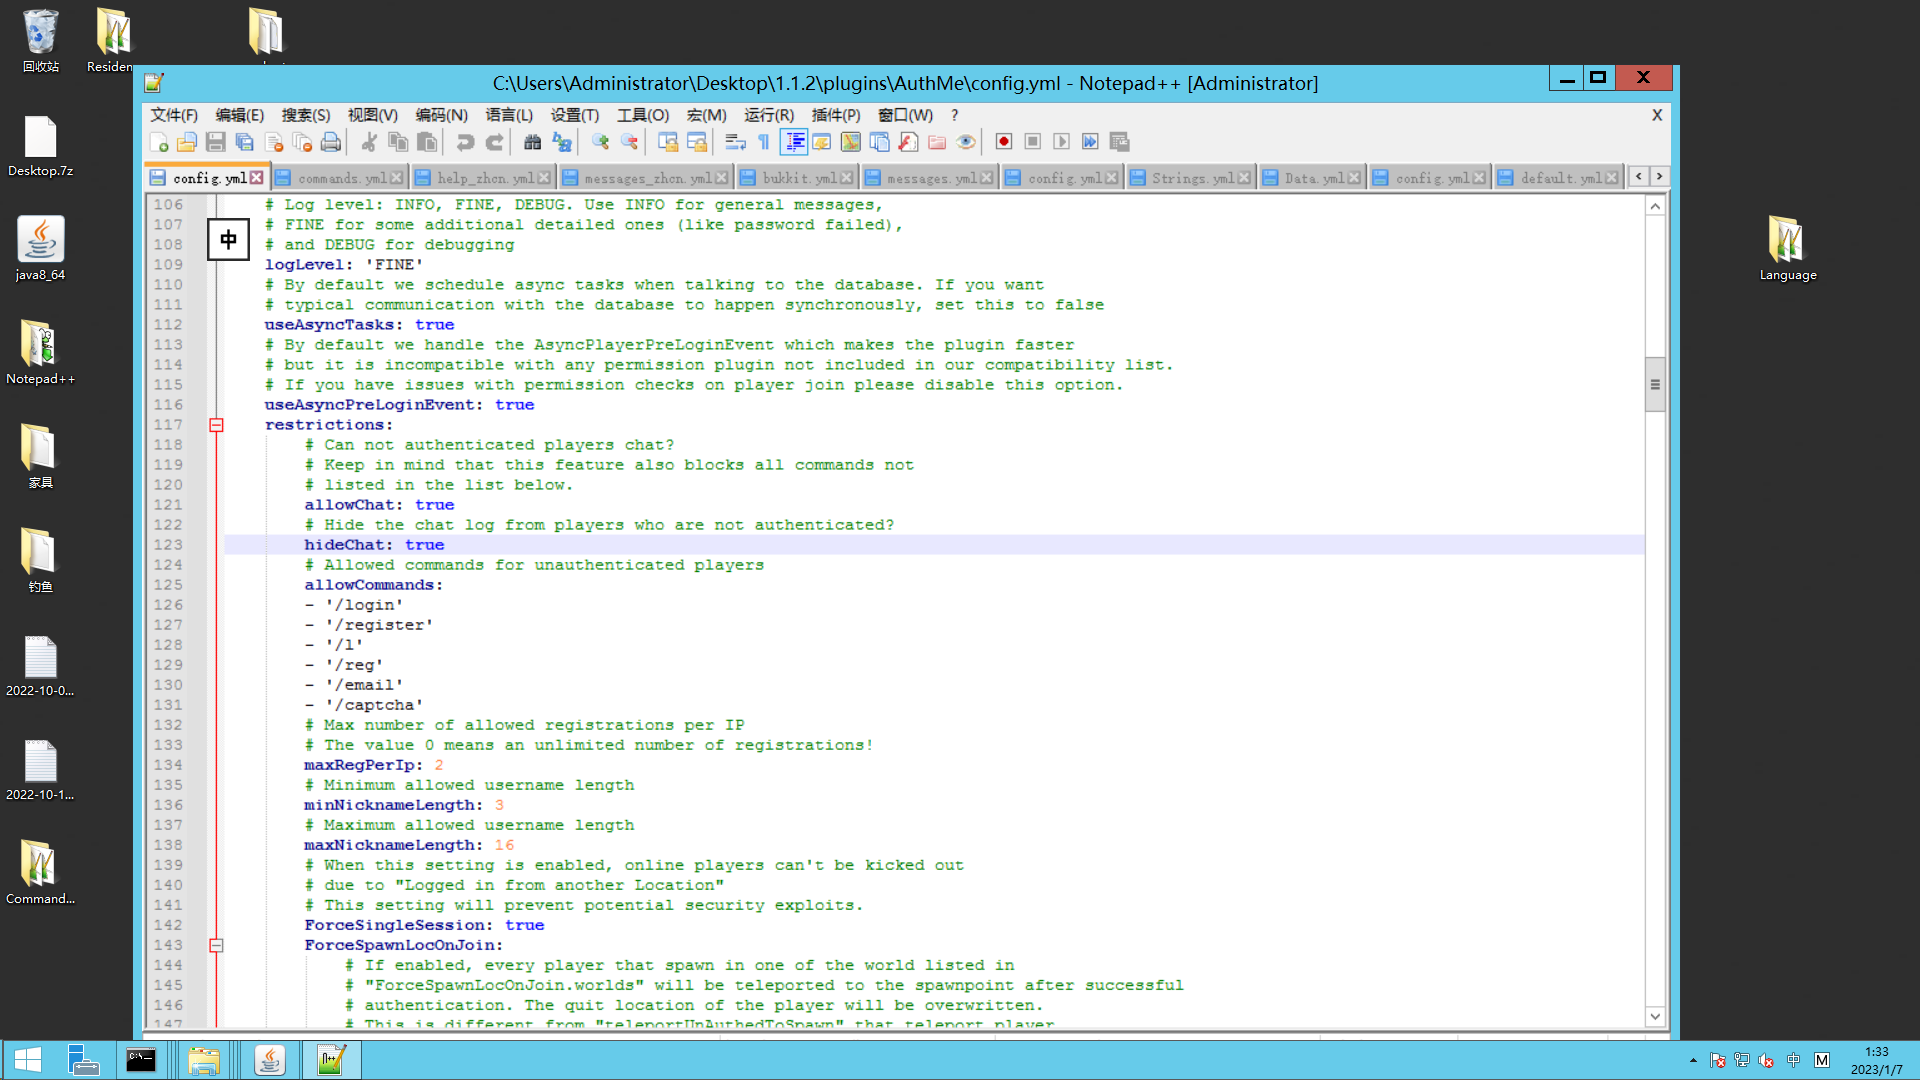 回收站
Residen
Desktop.7z
java8_64
Notepad++
家具
钓鱼
2022-10-0...
2022-10-1...
Command...
Language
C:\Users\Administrator\Desktop\1.1.2\plugins\AuthMe\config.yml - Notepad++ [Administrator]
文件(F) 编辑(E) 搜索(S) 视图(V) 编码(N) 语言(L) 设置(T) 工具(O) 宏(M) 运行(R) 插件(P) 窗口(W) ? X
config.yml commands.yml help_zhcn.yml messages_zhcn.yml bukkit.yml messages.yml config.yml Strings.yml Data.yml config.yml default.yml
中
106 # Log level: INFO, FINE, DEBUG. Use INFO for general messages,
107 # FINE for some additional detailed ones (like password failed),
108 # and DEBUG for debugging
109 logLevel: 'FINE'
110 # By default we schedule async tasks when talking to the database. If you want
111 # typical communication with the database to happen synchronously, set this to false
112 useAsyncTasks: true
113 # By default we handle the AsyncPlayerPreLoginEvent which makes the plugin faster
114 # but it is incompatible with any permission plugin not included in our compatibility list.
115 # If you have issues with permission checks on player join please disable this option.
116 useAsyncPreLoginEvent: true
117 restrictions:
118 # Can not authenticated players chat?
119 # Keep in mind that this feature also blocks all commands not
120 # listed in the list below.
121 allowChat: true
122 # Hide the chat log from players who are not authenticated?
123 hideChat: true
124 # Allowed commands for unauthenticated players
125 allowCommands:
126 - '/login'
127 - '/register'
128 - '/l'
129 - '/reg'
130 - '/email'
131 - '/captcha'
132 # Max number of allowed registrations per IP
133 # The value 0 means an unlimited number of registrations!
134 maxRegPerIp: 2
135 # Minimum allowed username length
136 minNicknameLength: 3
137 # Maximum allowed username length
138 maxNicknameLength: 16
139 # When this setting is enabled, online players can't be kicked out
140 # due to "Logged in from another Location"
141 # This setting will prevent potential security exploits.
142 ForceSingleSession: true
143 ForceSpawnLocOnJoin:
144 # If enabled, every player that spawn in one of the world listed in
145 # "ForceSpawnLocOnJoin.worlds" will be teleported to the spawnpoint after successful
146 # authentication. The quit location of the player will be overwritten.
147 # This is different from "teleportUnAuthedToSpawn" that teleport player
中 M
1:33
2023/1/7